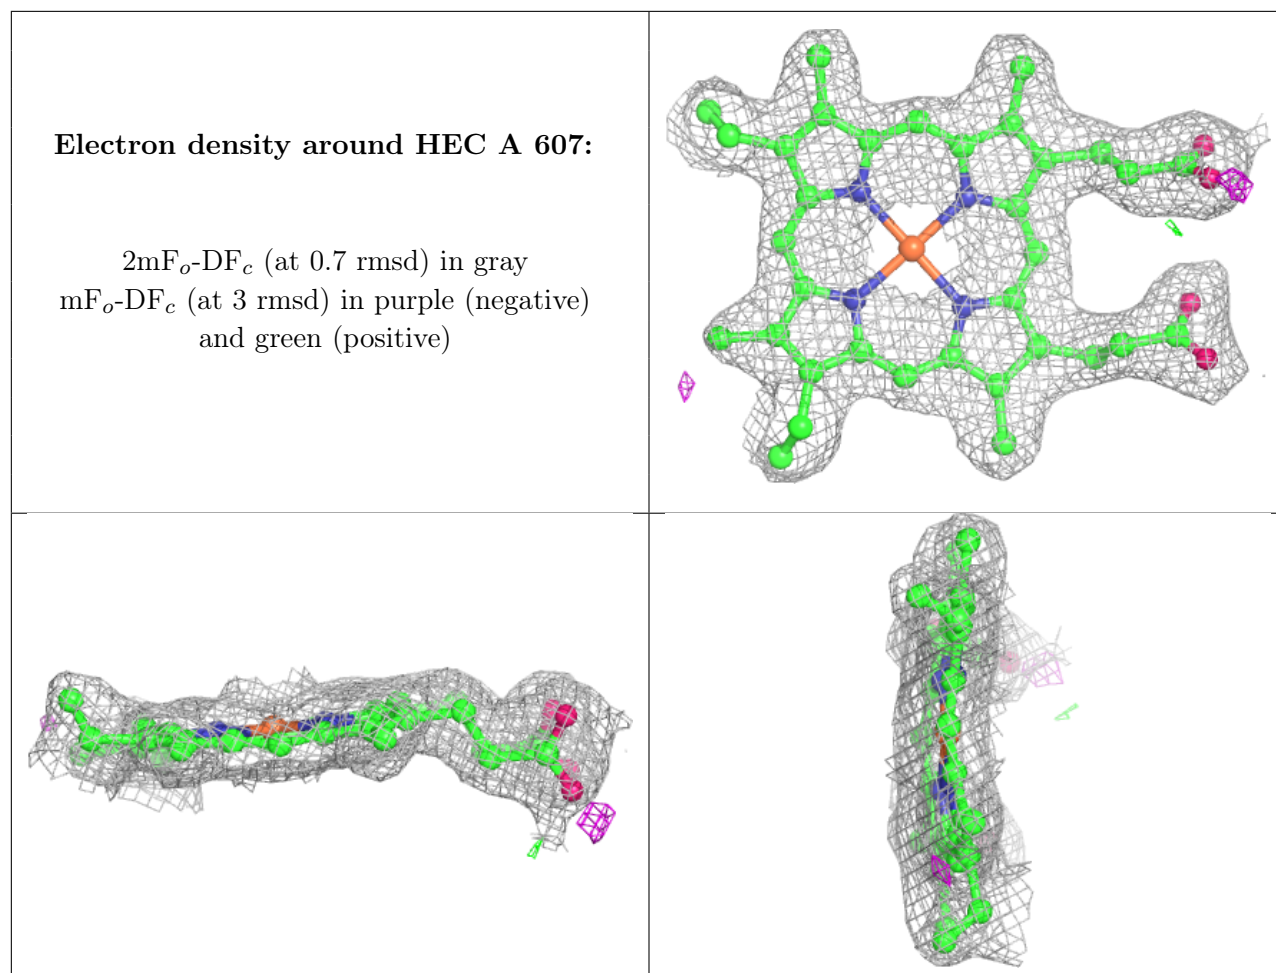 Electron density around HEC A 607:
2mFo-DFc (at 0.7 rmsd) in gray
mFo-DFc (at 3 rmsd) in purple (negative)
and green (positive)